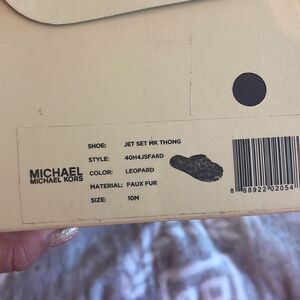 SHOE: JET SET MK THONG
STYLE: 40H4JSFA6D
COLOR: LEOPARD
MATERIAL: FAUX FUR
SIZE: 10M
MICHAEL
MICHAEL KORS
8 88922 02054